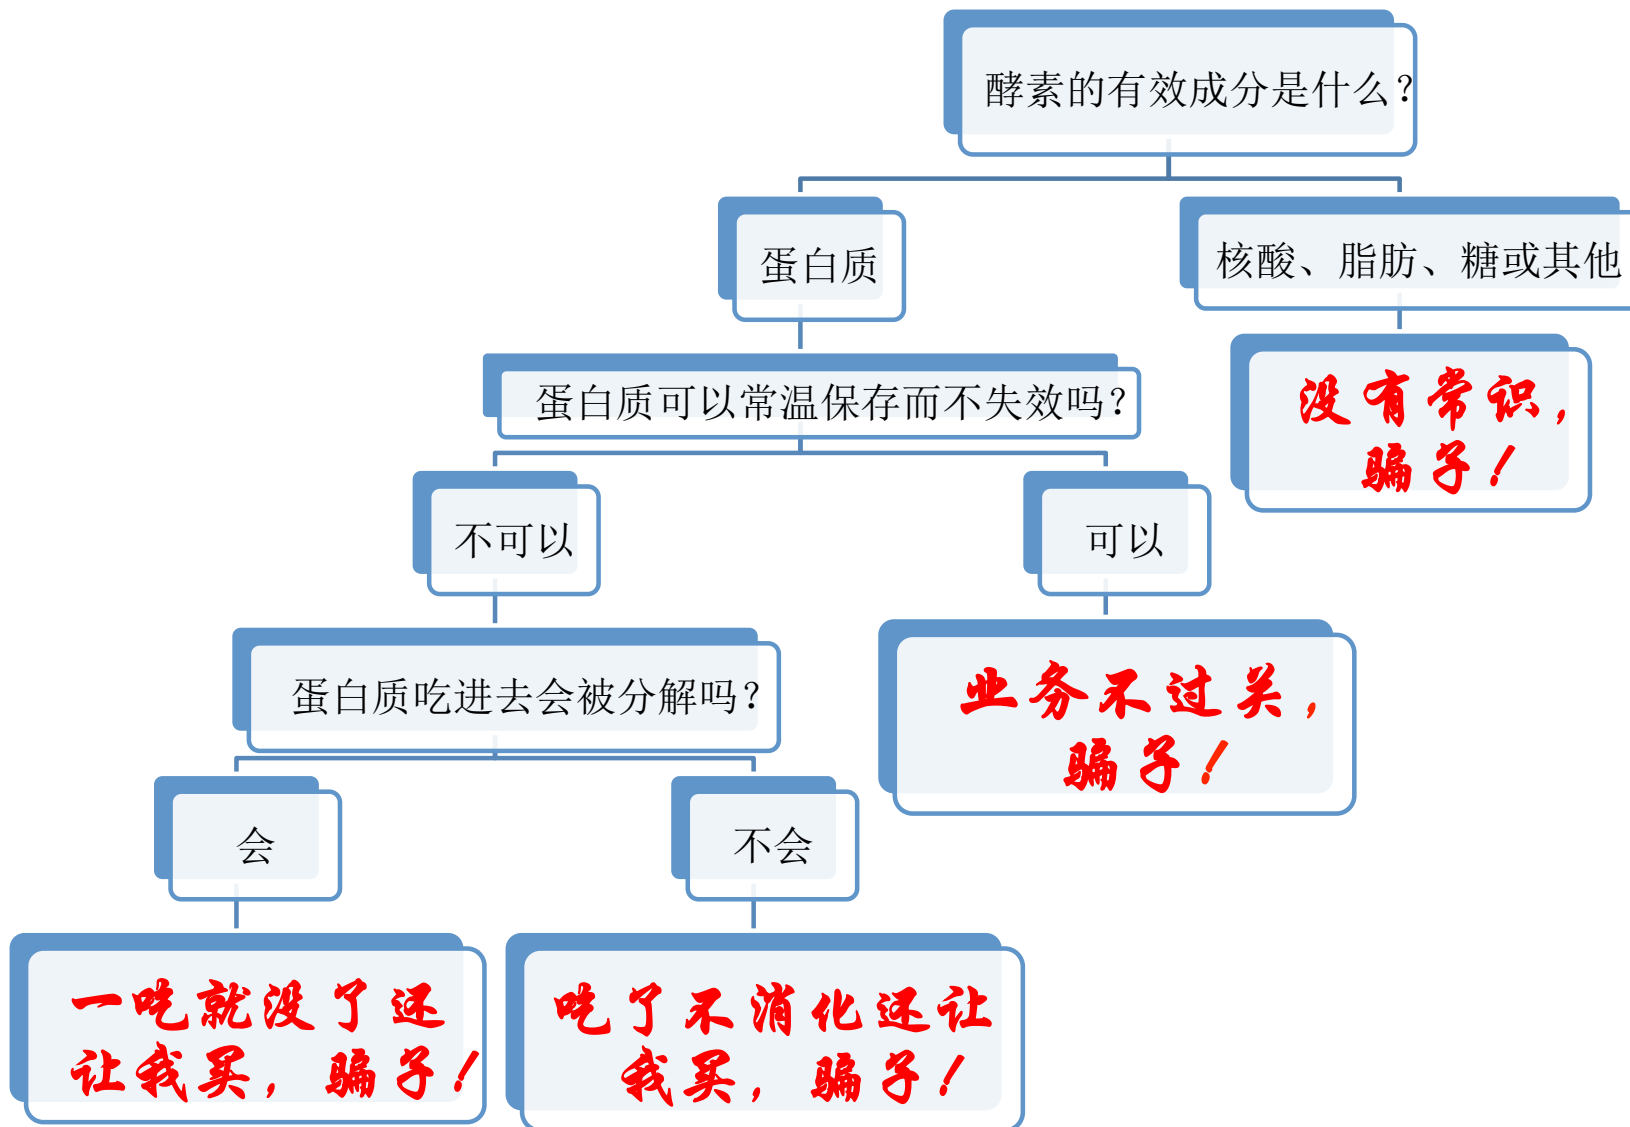 酵素的有效成分是什么？
蛋白质
核酸、脂肪、糖或其他
蛋白质可以常温保存而不失效吗？
没有常识，
骗子！
不可以
可以
蛋白质吃进去会被分解吗？
业务不过关，
骗子！
会
不会
一吃就没了还
让我买，骗子！
吃了不消化还让
我买，骗子！